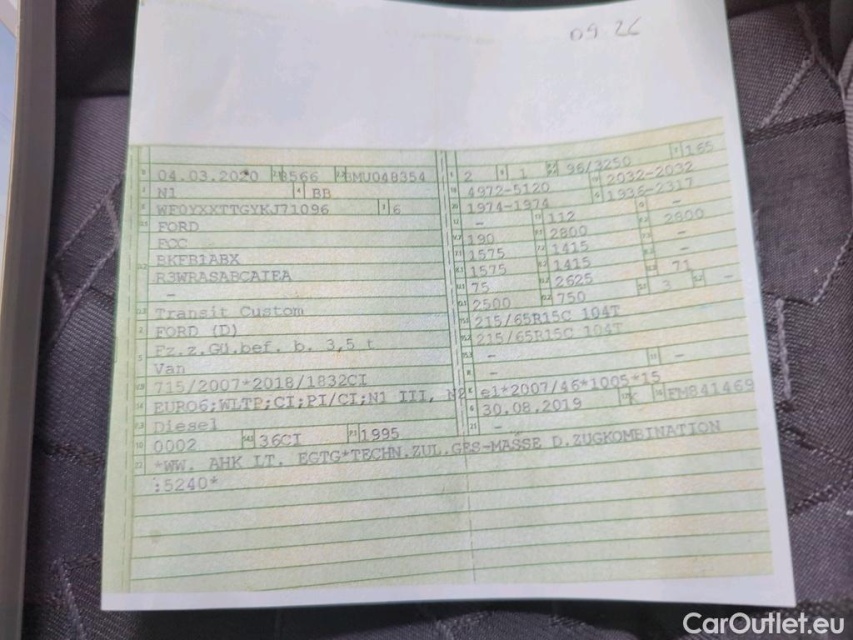 09 26
04.03.2020 8566 MU048354
N1 BB
WF0YXXTTGYKJ71096 6
FORD
FCC
BKFB1ABX
R3WRASABCAIEA
–
Transit Custom
FORD (D)
Fz.z.Gü.bef. b. 3,5 t
Van
715/2007*2018/1832CI
EURO6;WLTP;CI;PI/CI;N1 III, N2
Diesel
0002 36CI 1995
2 1 96/3250 165
4972-5120 2032-2032
1974-1974 1936-2317
– 112 –
190 2800 2800
1575 1415 –
1575 1415 –
75 2625 71
2500 750 3 –
215/65R15C 104T
215/65R15C 104T
– –
e1*2007/46*1005*15
30.08.2019 K FM841469
–
*WW. AHK LT. EGTG*TECHN.ZUL.GES-MASSE D.ZUGKOMBINATION
:5240*
CarOutlet.eu